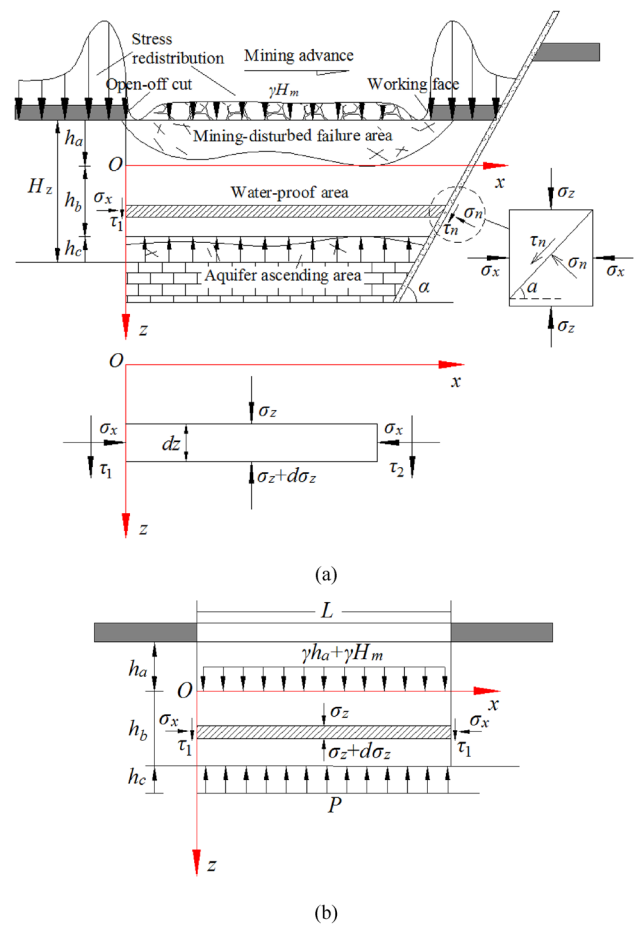 Stress
redistribution
Mining advance
Open-off cut
γH_m
Working face
Mining-disturbed failure area
h_a
O
x
H_z
h_b
Water-proof area
σ_x
τ_1
τ_n
σ_n
h_c
Aquifer ascending area
α
z
σ_z
τ_n
σ_x
σ_n
σ_x
a
σ_z
O
x
σ_z
σ_x
dz
σ_x
τ_1
σ_z+dσ_z
τ_2
z
(a)
L
h_a
γh_a+γH_m
O
x
σ_z
σ_x
σ_x
h_b
τ_1
τ_1
σ_z+dσ_z
h_c
P
z
(b)